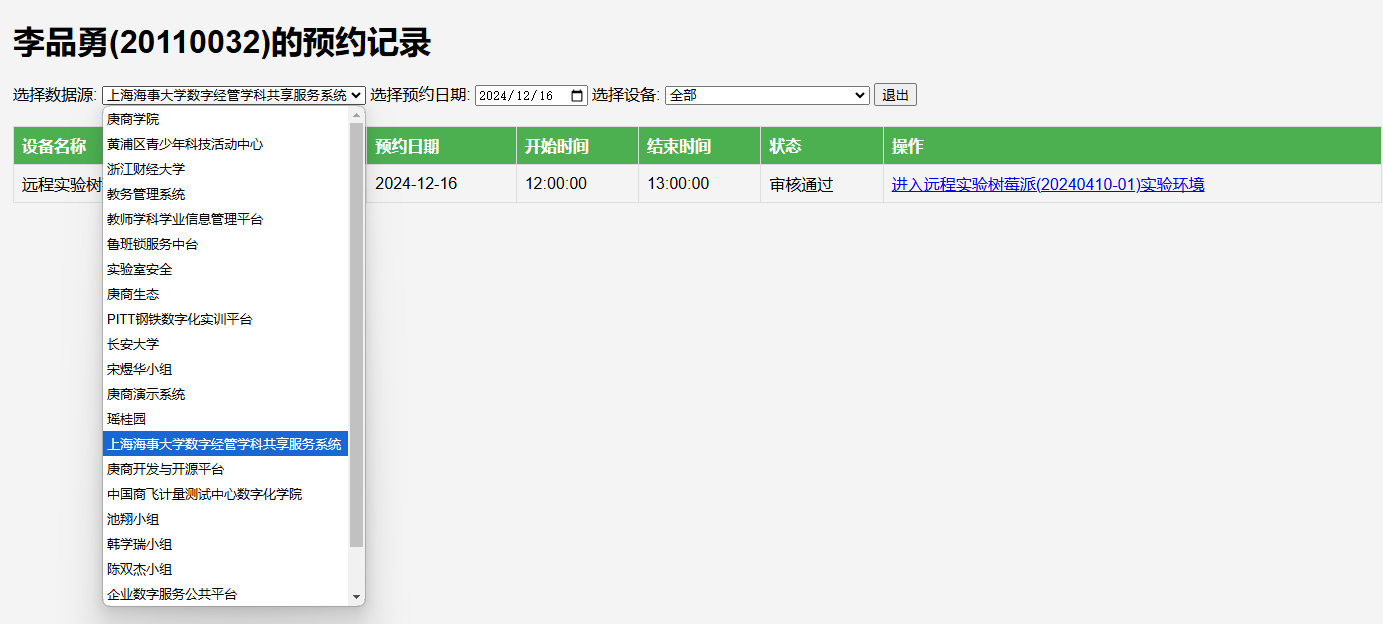 李品勇(20110032)的预约记录
选择数据源: 上海海事大学数字经管学科共享服务系统 选择预约日期: 2024/12/16 选择设备: 全部 退出
设备名称 预约日期 开始时间 结束时间 状态 操作
远程实验树 2024-12-16 12:00:00 13:00:00 审核通过 进入远程实验树莓派(20240410-01)实验环境
庚商学院
黄浦区青少年科技活动中心
浙江财经大学
教务管理系统
教师学科学业信息管理平台
鲁班锁服务中台
实验室安全
庚商生态
PITT钢铁数字化实训平台
长安大学
宋煜华小组
庚商演示系统
瑶桂园
上海海事大学数字经管学科共享服务系统
庚商开发与开源平台
中国商飞计量测试中心数字化学院
池翔小组
韩学瑞小组
陈双杰小组
企业数字服务公共平台